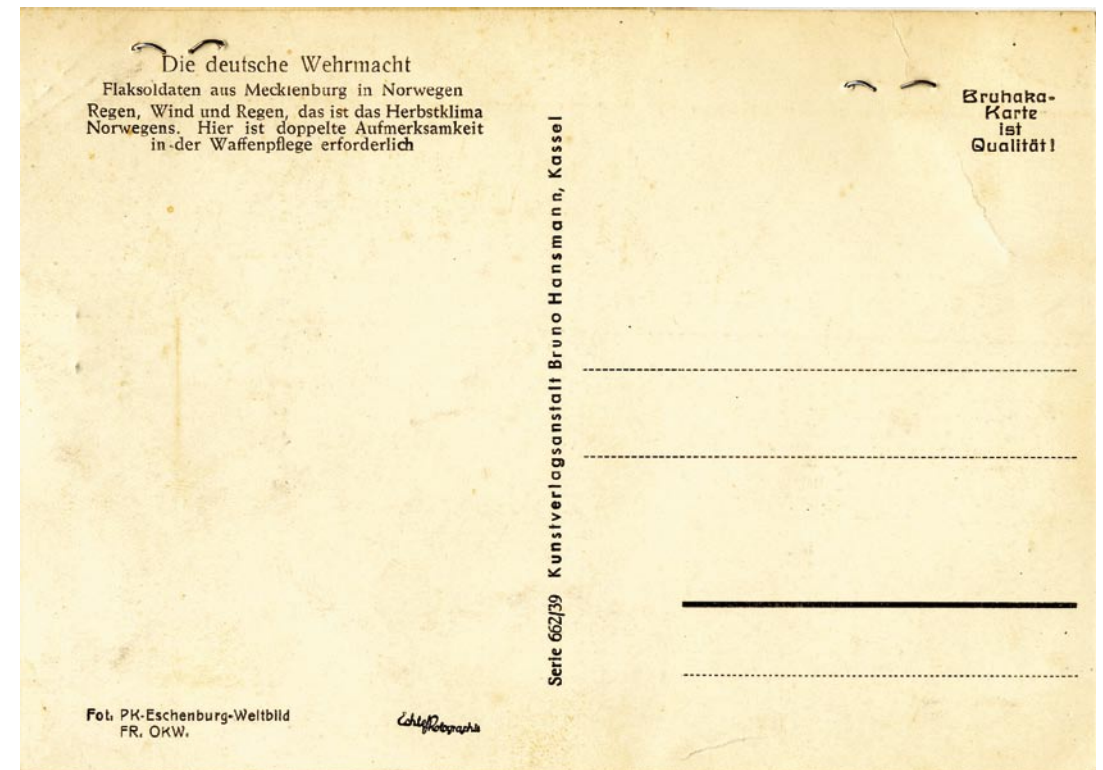 Die deutsche Wehrmacht
Flaksoldaten aus Mecklenburg in Norwegen
Regen, Wind und Regen, das ist das Herbstklima
Norwegens. Hier ist doppelte Aufmerksamkeit
in der Waffenpflege erforderlich
Fot. PK-Eschenburg-Weltbild
FR. OKW.
Echte Photographie
Serie 662/39 Kunstverlagsanstalt Bruno Hansmann, Kassel
Bruhaka-
Karte
ist
Qualität!